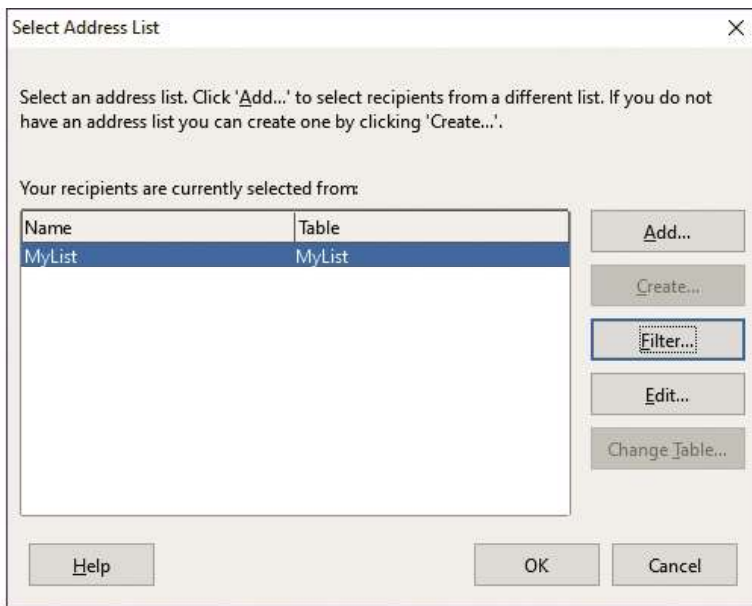 Select Address List
Select an address list. Click 'Add...' to select recipients from a different list. If you do not
have an address list you can create one by clicking 'Create...'.
Your recipients are currently selected from:
Name Table
MyList MyList
Add...
Create...
Filter...
Edit...
Change Table...
Help OK Cancel